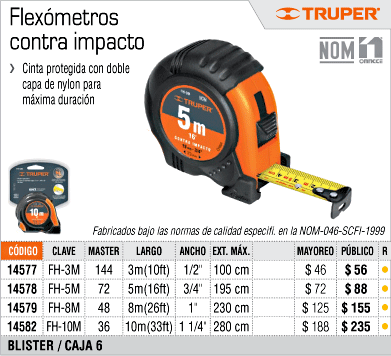 Flexómetros
contra impacto
TRUPER®
NOM
Cinta protegida con doble
capa de nylon para
máxima duración
TRUPER
5m
16'
CONTRA IMPACTO
10m
Fabricados bajo las normas de calidad especifi. en la NOM-046-SCFI-1999
CÓDIGO CLAVE MASTER LARGO ANCHO EXT. MÁX. MAYOREO PÚBLICO R
14577 FH-3M 144 3m(10ft) 1/2" 100 cm $ 46 $ 56
14578 FH-5M 72 5m(16ft) 3/4" 195 cm $ 72 $ 88
14579 FH-8M 48 8m(26ft) 1" 230 cm $ 125 $ 155
14582 FH-10M 36 10m(33ft) 1 1/4" 280 cm $ 188 $ 235
BLISTER / CAJA 6